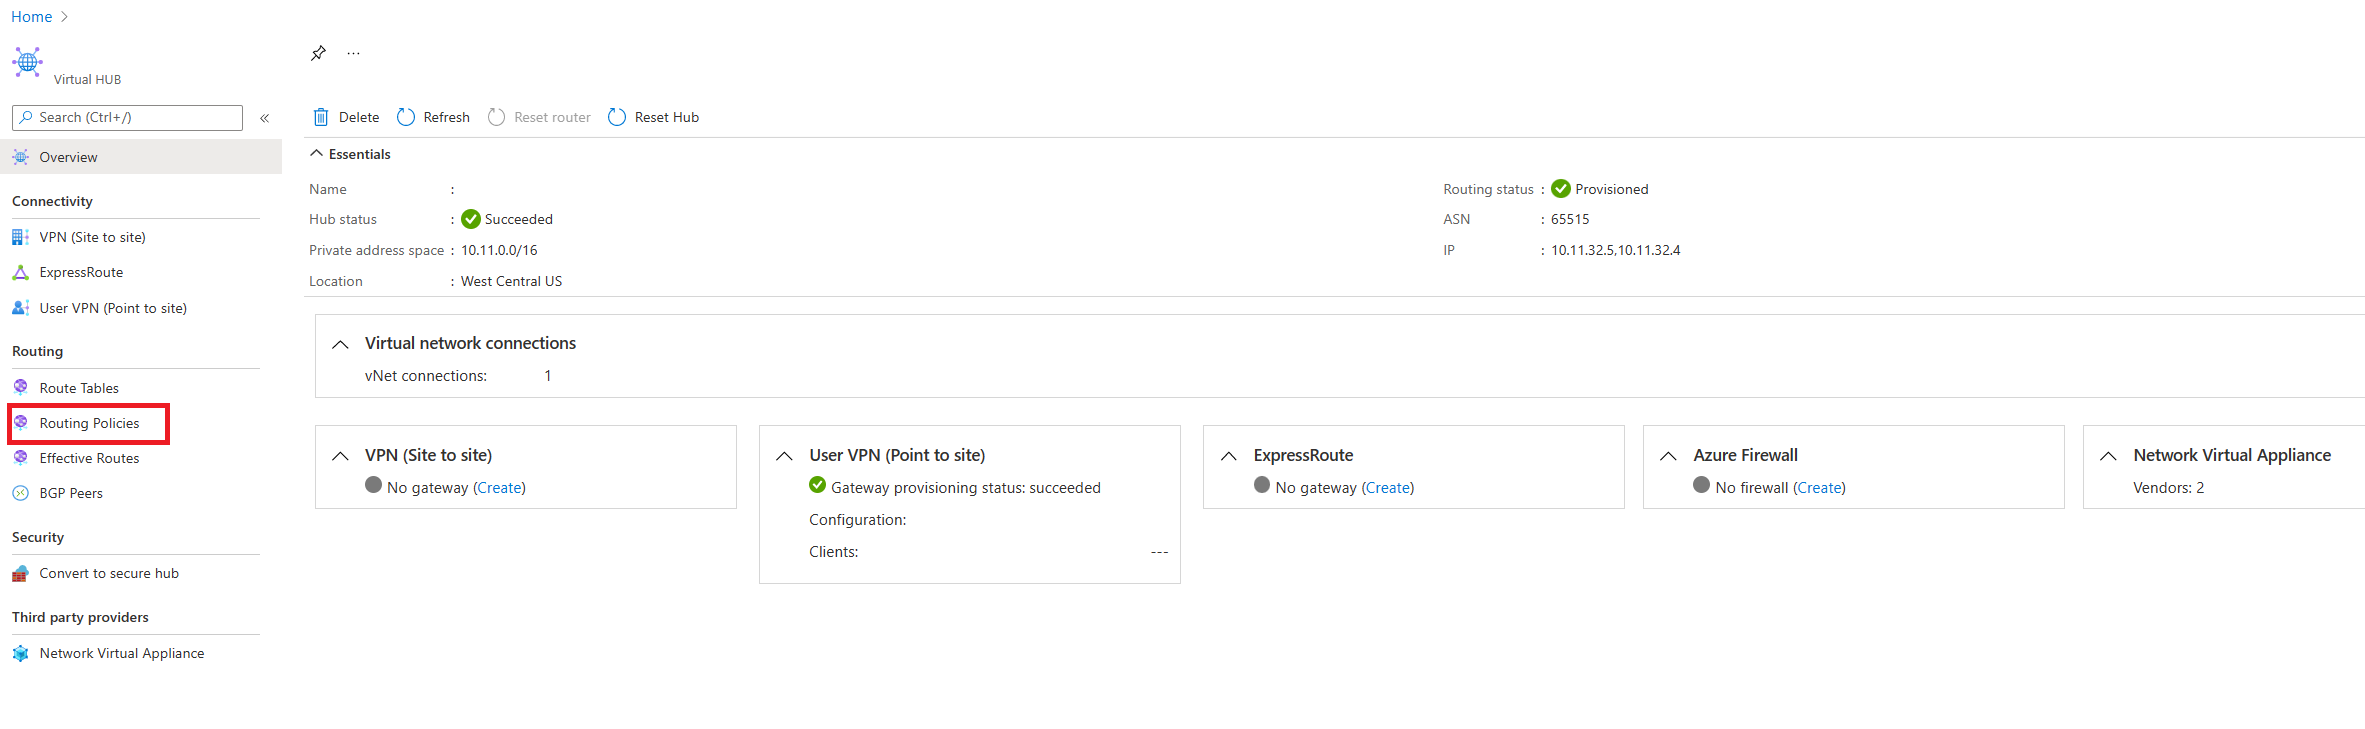 Home
Virtual HUB
Search (Ctrl+/)
Overview
Connectivity
VPN (Site to site)
ExpressRoute
User VPN (Point to site)
Routing
Route Tables
Routing Policies
Effective Routes
BGP Peers
Security
Convert to secure hub
Third party providers
Network Virtual Appliance
Delete Refresh Reset router Reset Hub
Essentials
Name :
Hub status : Succeeded
Private address space : 10.11.0.0/16
Location : West Central US
Routing status : Provisioned
ASN : 65515
IP : 10.11.32.5,10.11.32.4
Virtual network connections
vNet connections: 1
VPN (Site to site)
No gateway (Create)
User VPN (Point to site)
Gateway provisioning status: succeeded
Configuration:
Clients: ---
ExpressRoute
No gateway (Create)
Azure Firewall
No firewall (Create)
Network Virtual Appliance
Vendors: 2